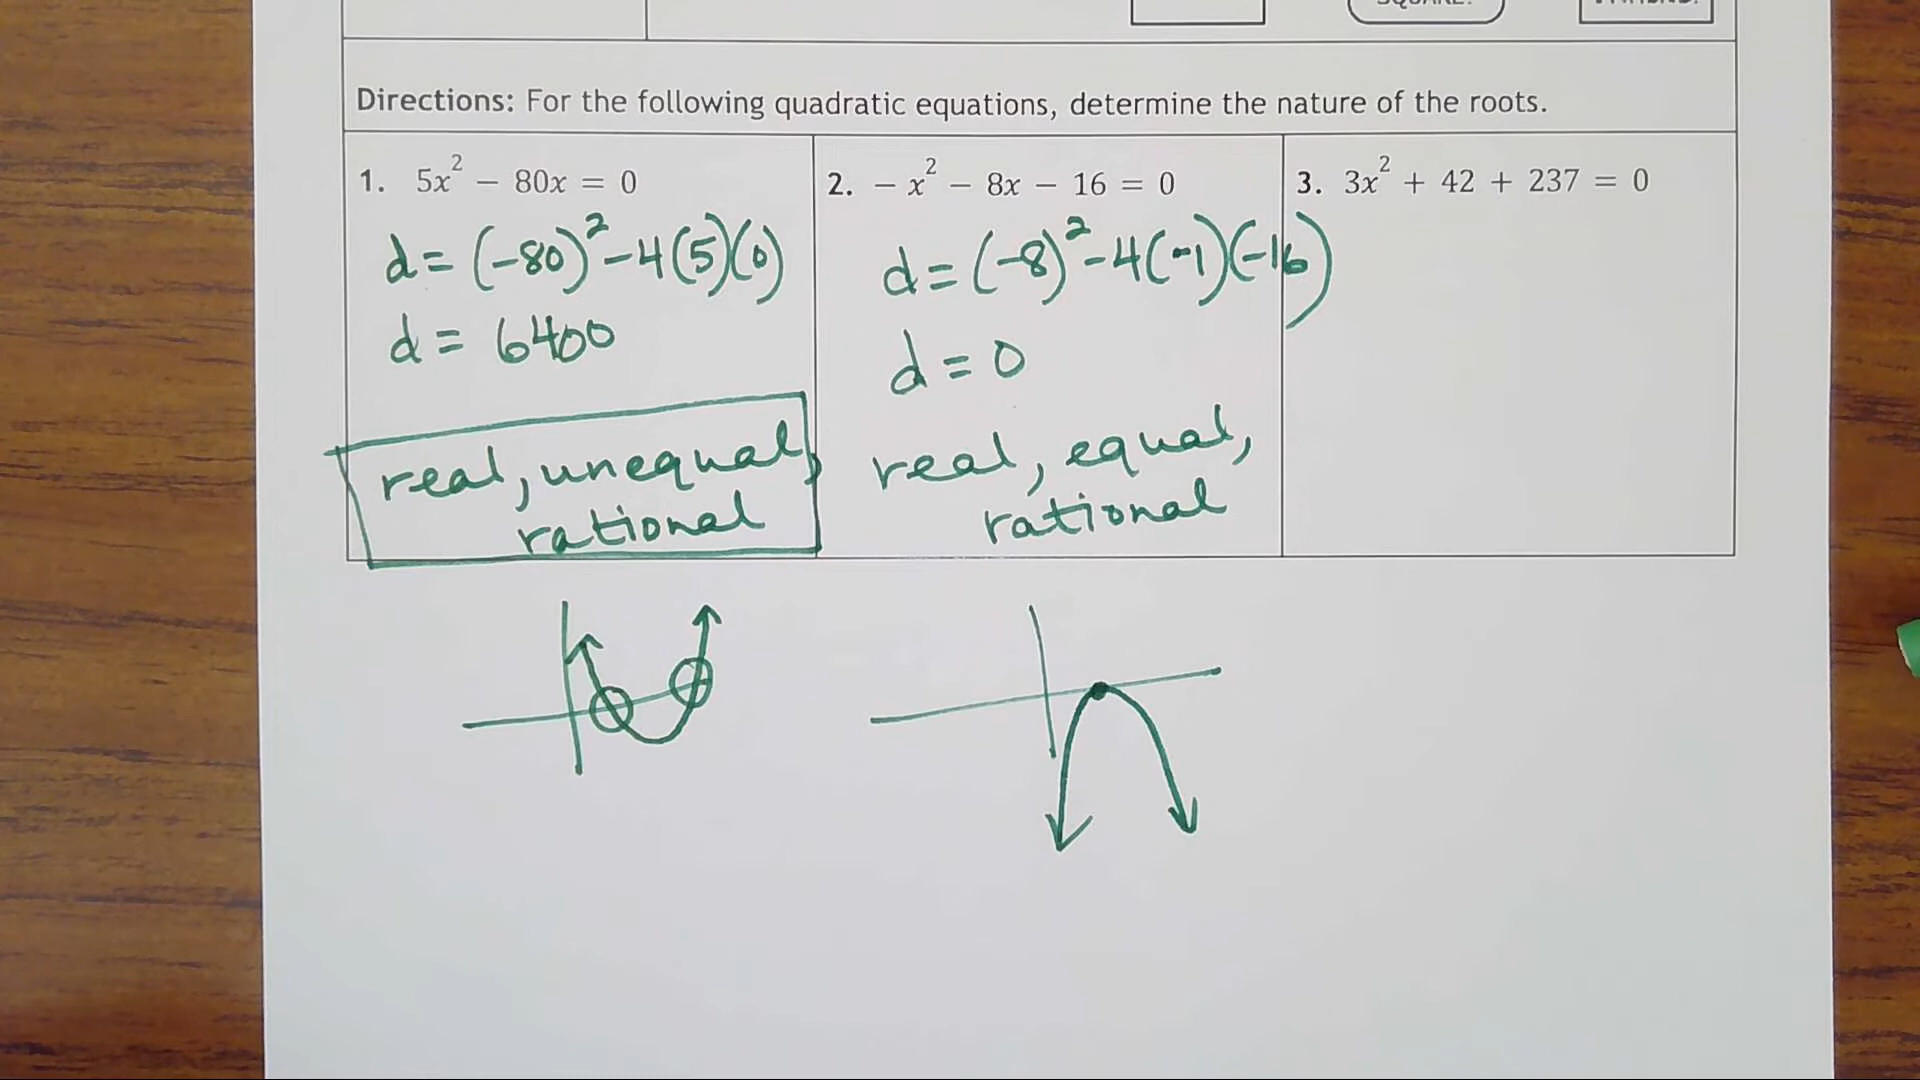 SQUARE?
Directions: For the following quadratic equations, determine the nature of the roots.
1. 5x² − 80x = 0
d = (-80)² - 4(5)(0)
d = 6400
real, unequal,
rational
2. − x² − 8x − 16 = 0
d = (-8)² - 4(-1)(-16)
d = 0
real, equal,
rational
3. 3x² + 42 + 237 = 0